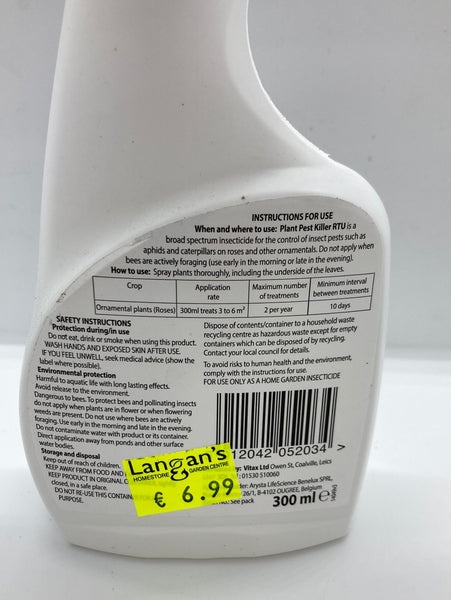 INSTRUCTIONS FOR USE
When and where to use: Plant Pest Killer RTU is a
broad spectrum insecticide for the control of insect pests such as
aphids and caterpillars on roses and other ornamentals. Do not apply when
bees are actively foraging (use early in the morning or late in the evening).
How to use: Spray plants thoroughly, including the underside of the leaves.
Crop
Application rate
Maximum number of treatments
Minimum interval between treatments
Ornamental plants (Roses)
300ml treats 3 to 6 m²
2 per year
10 days
SAFETY INSTRUCTIONS
Protection during/in use
Do not eat, drink or smoke when using this product.
WASH HANDS AND EXPOSED SKIN AFTER USE.
IF YOU FEEL UNWELL, seek medical advice (show the
label where possible).
Environmental protection
Harmful to aquatic life with long lasting effects.
Avoid release to the environment.
Dangerous to bees. To protect bees and pollinating insects
do not apply when plants are in flower or when flowering
weeds are present. Do not use where bees are actively
foraging. Use early in the morning and late in the evening.
Do not contaminate water with product or its container.
Direct application away from ponds and other surface
water bodies.
Storage and disposal
Keep out of reach of children.
KEEP AWAY FROM FOOD AND
KEEP PRODUCT IN ORIGINAL
closed, in a safe place.
DO NOT RE-USE THIS CONTAINER
PURPOSE.
Dispose of contents/container to a household waste
recycling centre as hazardous waste except for empty
containers which can be disposed of by recycling.
Contact your local council for details.
To avoid risks to human health and the environment,
comply with the instructions for use.
FOR USE ONLY AS A HOME GARDEN INSECTICIDE
12042 052034 >
Vitax Ltd Owen St, Coalville, Leics
01530 510060
Arysta LifeScience Benelux SPRL,
26/1, B-4102 OUGREE, Belgium
See pack
300 ml ℮
Langan's
HOMESTORE & GARDEN CENTRE
€ 6.99